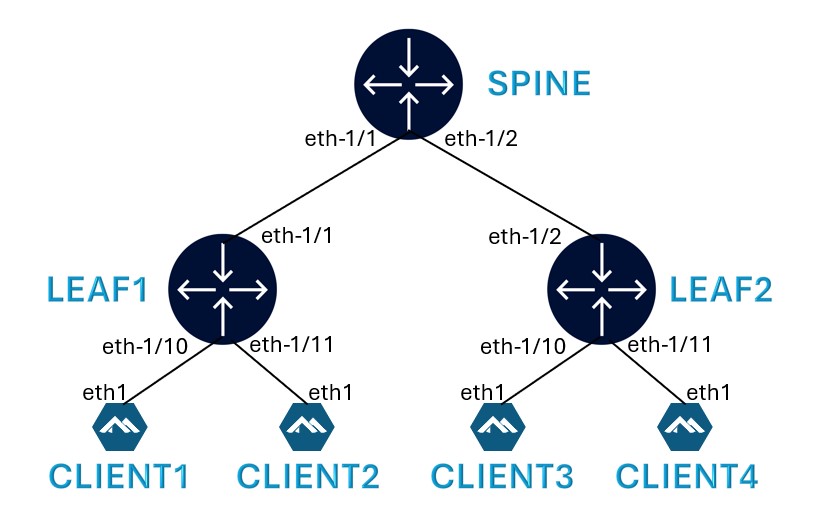 SPINE
eth-1/1
eth-1/2
eth-1/1
eth-1/2
LEAF1
LEAF2
eth-1/10
eth-1/11
eth-1/10
eth-1/11
eth1
eth1
eth1
eth1
CLIENT1
CLIENT2
CLIENT3
CLIENT4